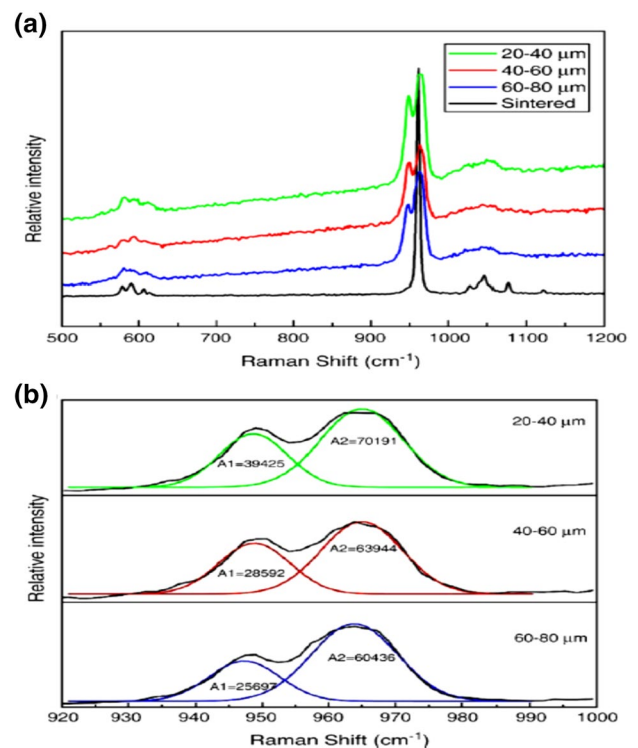 (a)
20-40 µm
40-60 µm
60-80 µm
Sintered
Relative intensity
500 600 700 800 900 1000 1100 1200
Raman Shift (cm⁻¹)
(b)
20-40 µm
A1=39425
A2=70191
40-60 µm
A1=28592
A2=63944
60-80 µm
A1=25697
A2=60436
Relative intensity
920 930 940 950 960 970 980 990 1000
Raman Shift (cm⁻¹)